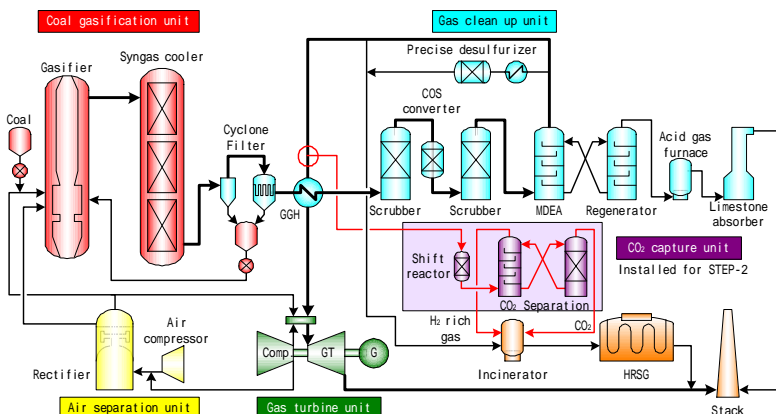 Coal gasification unit
Gas clean up unit
Syngas cooler
Gasifier
Precise desulfurizer
COS
converter
Coal
Cyclone
Filter
Acid gas
furnace
GGH
Scrubber
Scrubber
MDEA
Regenerator
Limestone
absorber
CO2 capture unit
Installed for STEP-2
Shift
reactor
CO2 Separation
H2 rich
gas
CO2
Air
compressor
Comp.
GT
G
Rectifier
Incinerator
HRSG
Air separation unit
Gas turbine unit
Stack